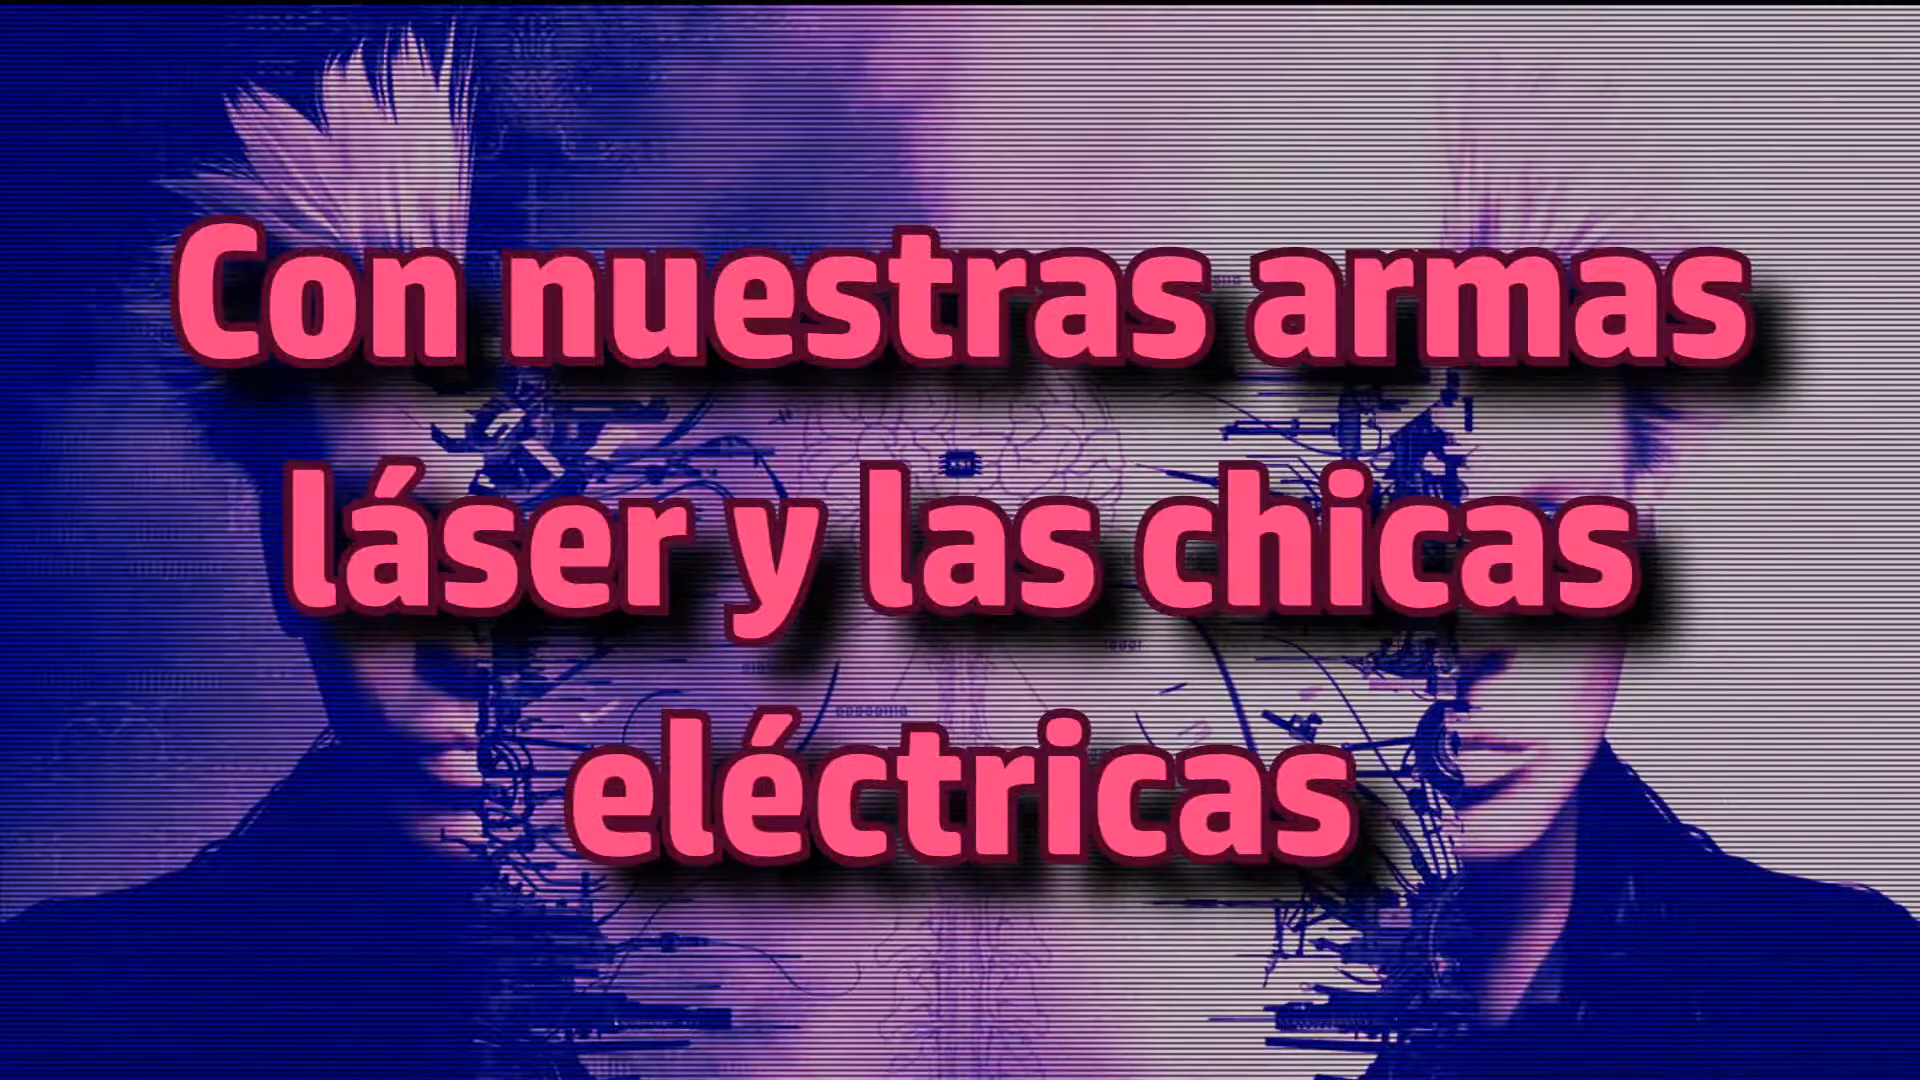 Con nuestras armas
láser y las chicas
eléctricas